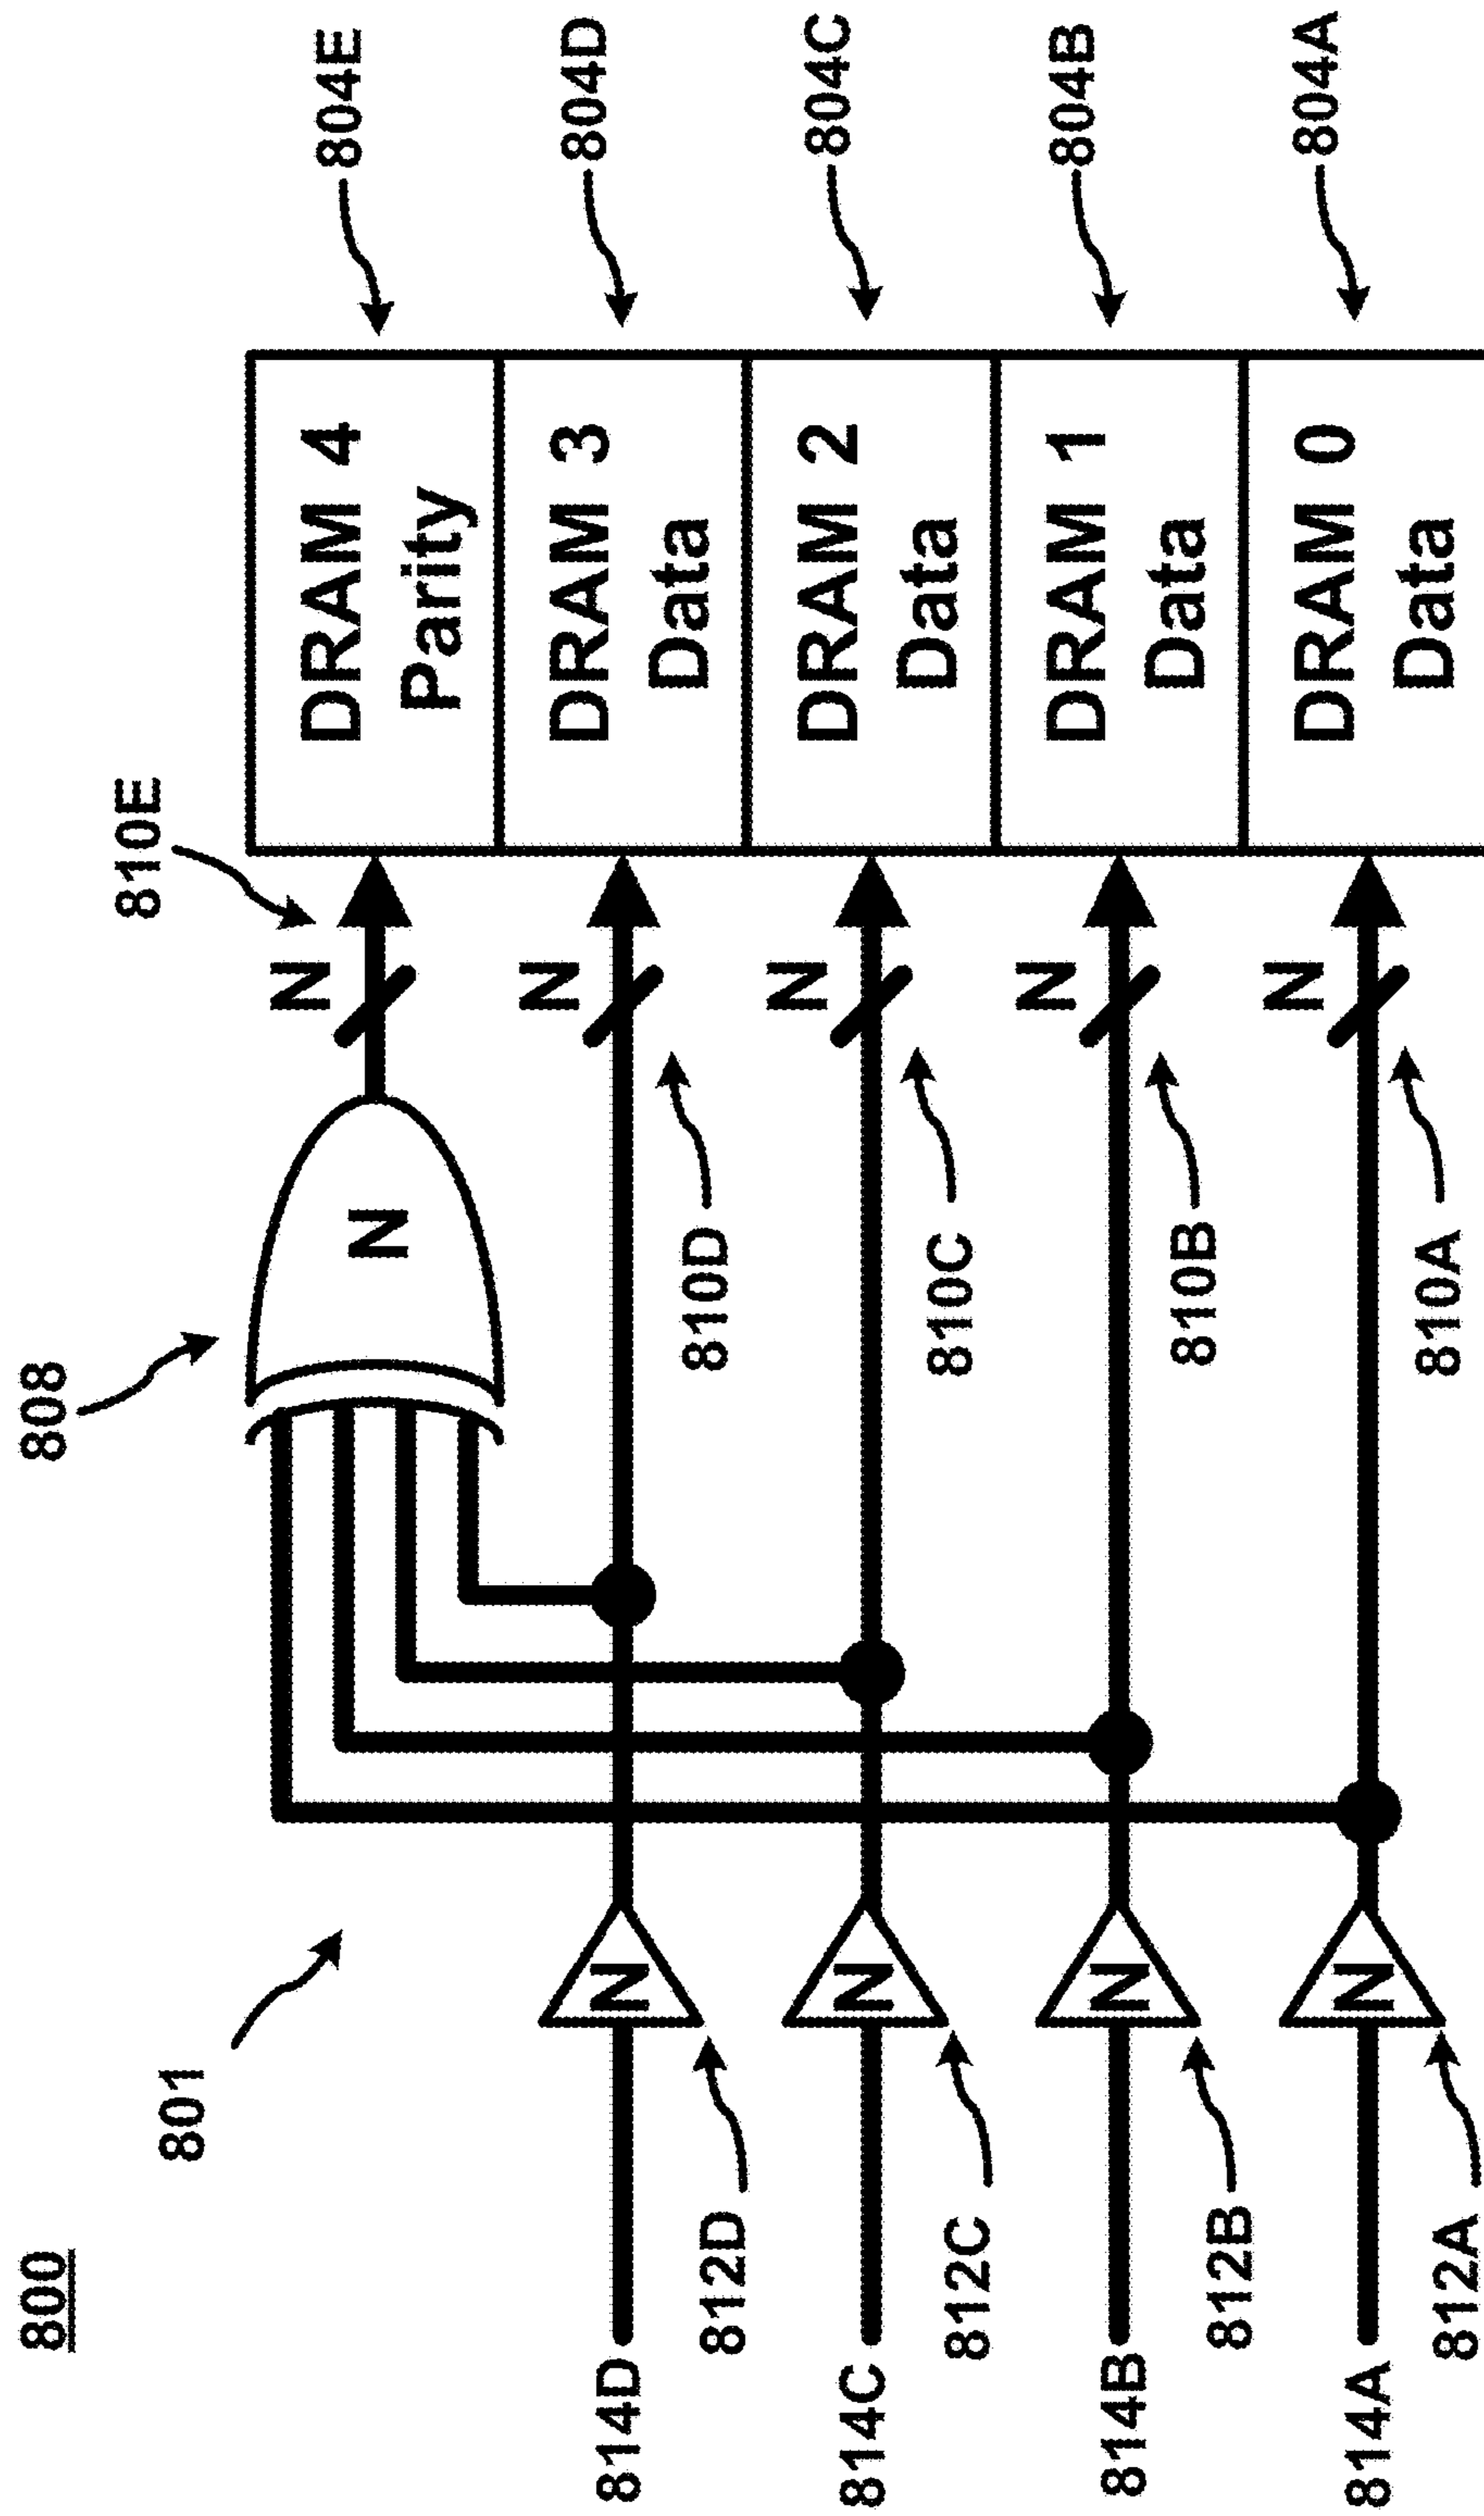 800
801
808
810E
804E
N
N
DRAM 4
Parity
814D
812D
N
810D
N
DRAM 3
Data
804D
814C
812C
N
810C
N
DRAM 2
Data
804C
814B
812B
N
810B
N
DRAM 1
Data
804B
814A
812A
N
810A
N
DRAM 0
Data
804A